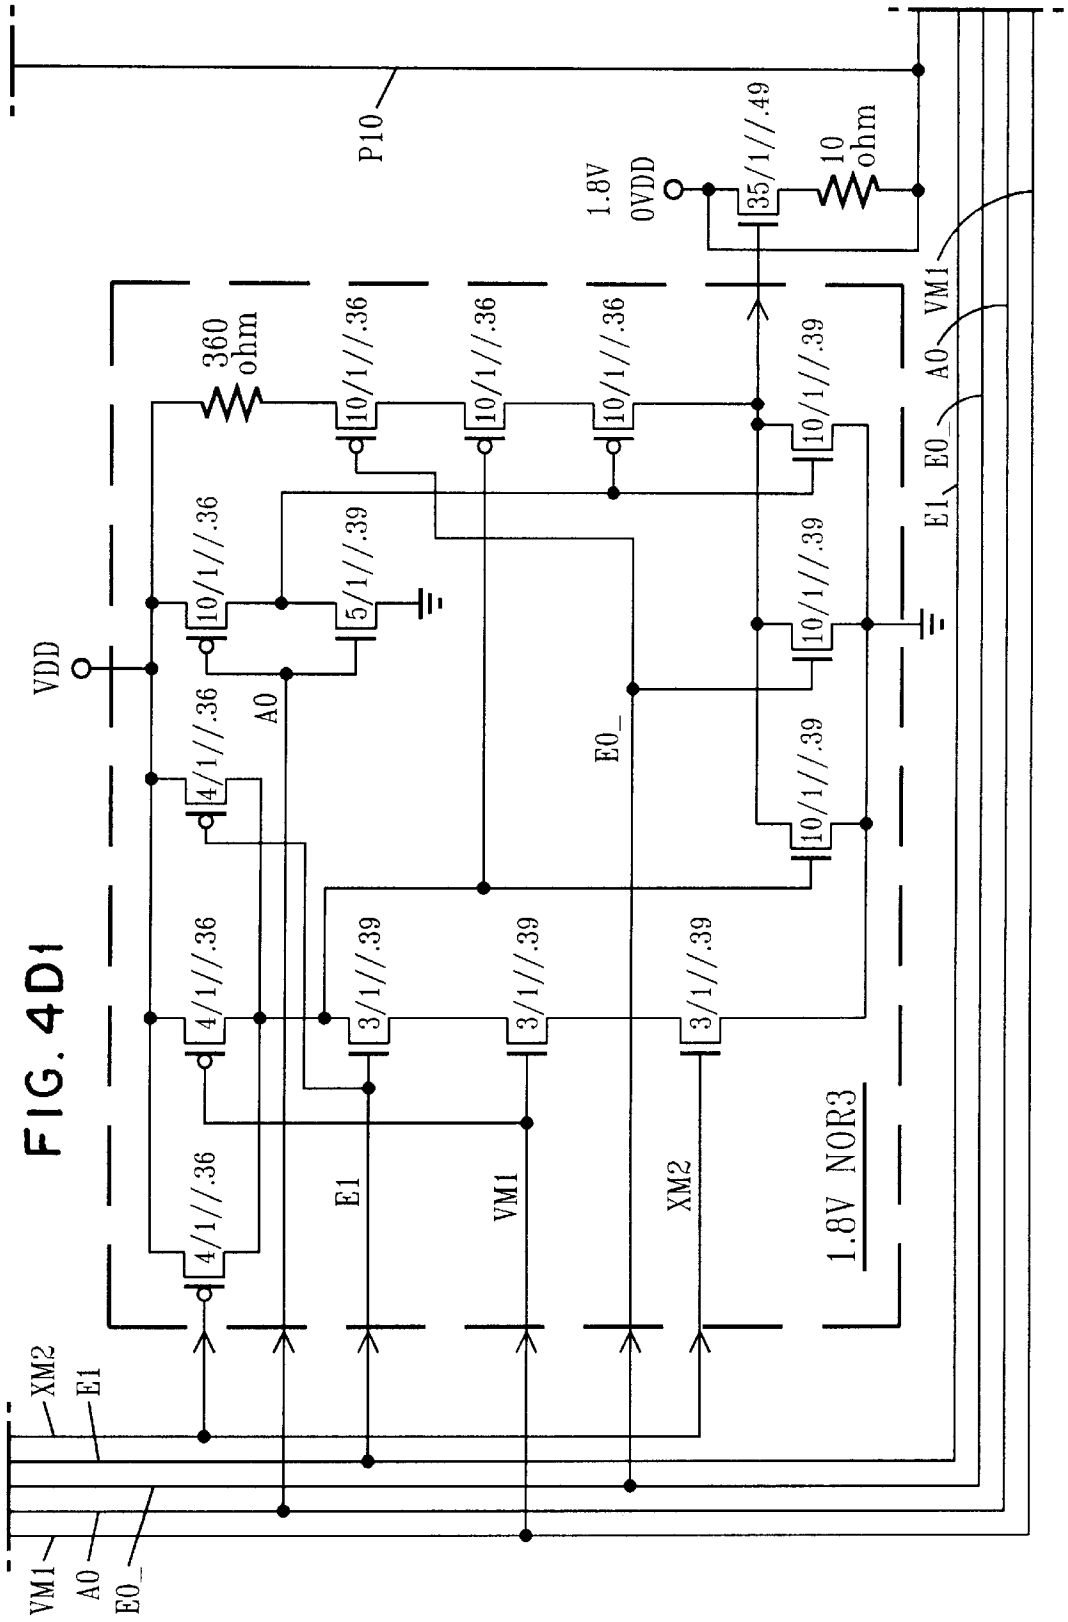 FIG. 4D1
VDD
XM2
E1
VM1
A0
E0_
4/1//.36
4/1//.36
4/1//.36
10/1//.36
5/1//.39
A0
360
ohm
10/1//.36
10/1//.36
10/1//.36
E1
3/1//.39
VM1
3/1//.39
XM2
3/1//.39
E0_
10/1//.39
10/1//.39
10/1//.39
1.8V NOR3
P10
1.8V
OVDD
35/1//.49
10
ohm
E1
E0_
A0
VM1